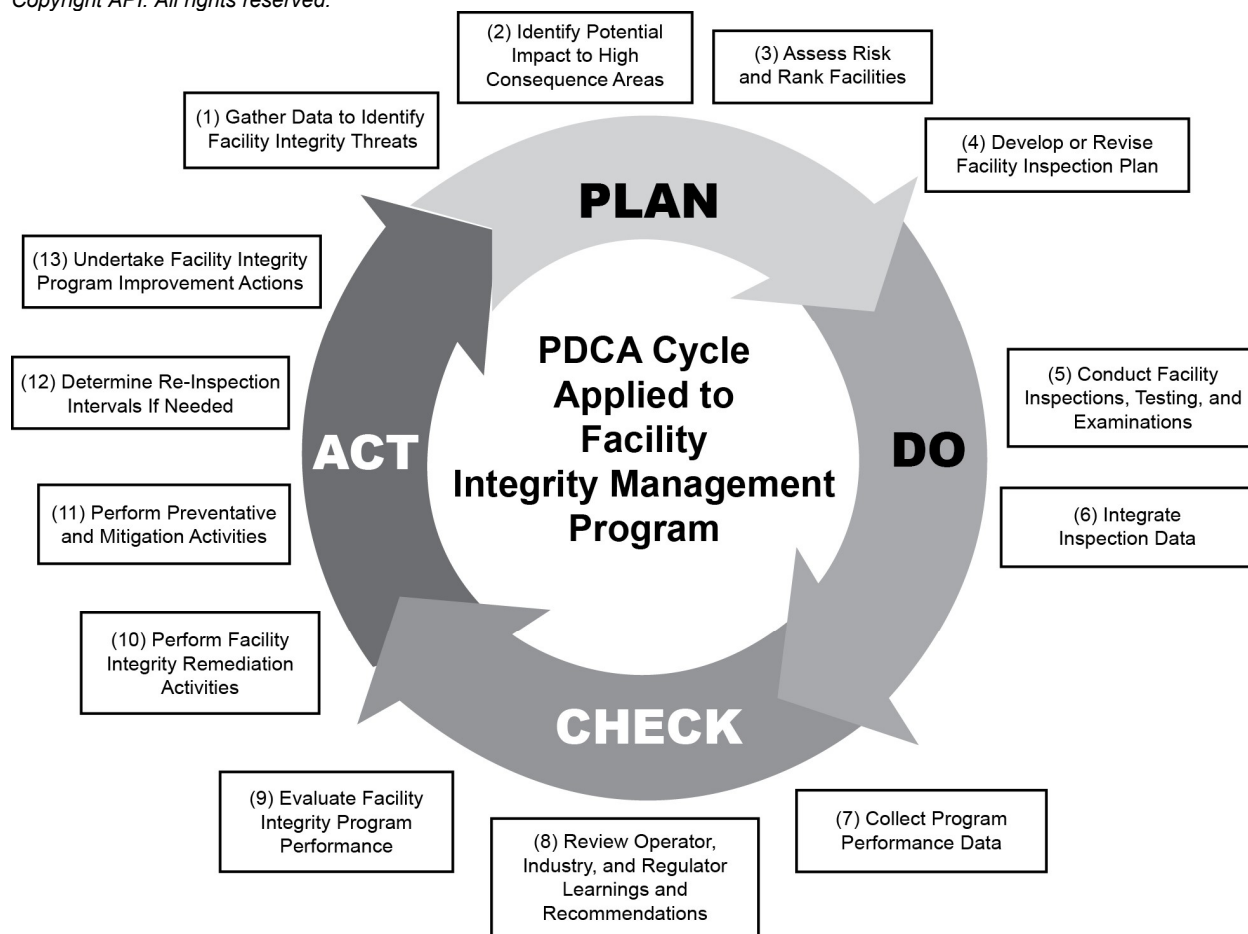 Copyright API. All rights reserved.
(2) Identify Potential
Impact to High
Consequence Areas
(3) Assess Risk
and Rank Facilities
(1) Gather Data to Identify
Facility Integrity Threats
(4) Develop or Revise
Facility Inspection Plan
PLAN
(13) Undertake Facility Integrity
Program Improvement Actions
PDCA Cycle
Applied to
Facility
Integrity Management
Program
(12) Determine Re-Inspection
Intervals If Needed
(5) Conduct Facility
Inspections, Testing, and
Examinations
ACT
DO
(11) Perform Preventative
and Mitigation Activities
(6) Integrate
Inspection Data
(10) Perform Facility
Integrity Remediation
Activities
CHECK
(9) Evaluate Facility
Integrity Program
Performance
(8) Review Operator,
Industry, and Regulator
Learnings and
Recommendations
(7) Collect Program
Performance Data